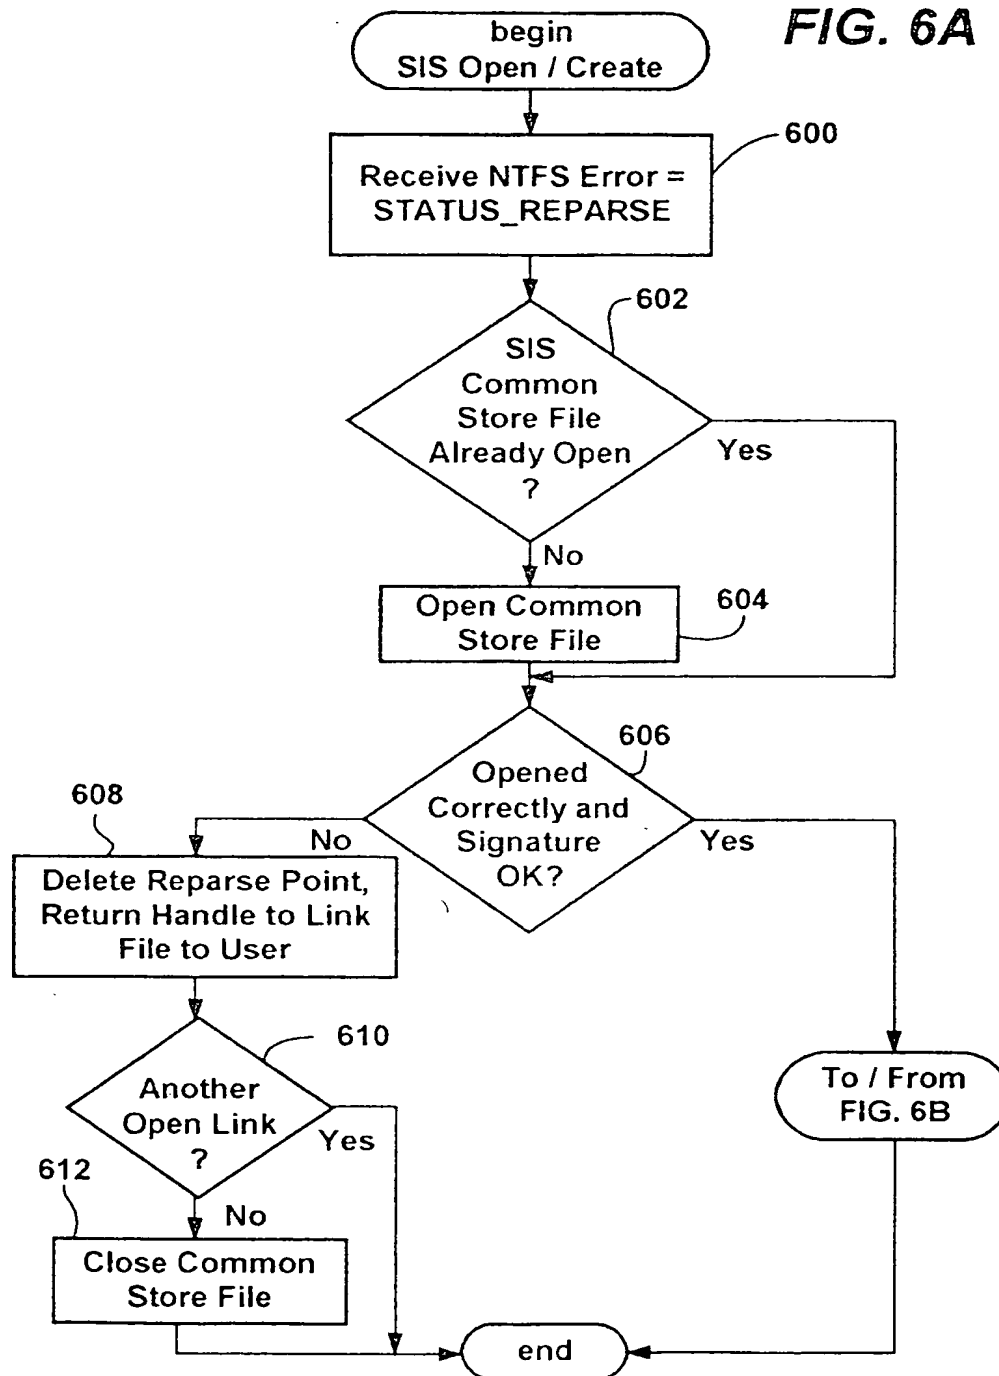 FIG. 6A
begin
SIS Open / Create
600
Receive NTFS Error =
STATUS_REPARSE
602
SIS
Common
Store File
Already Open
?
Yes
No
Open Common
Store File
604
606
Opened
Correctly and
Signature
OK?
608
No
Yes
Delete Reparse Point,
Return Handle to Link
File to User
610
Another
Open Link
?
Yes
To / From
FIG. 6B
612
No
Close Common
Store File
end